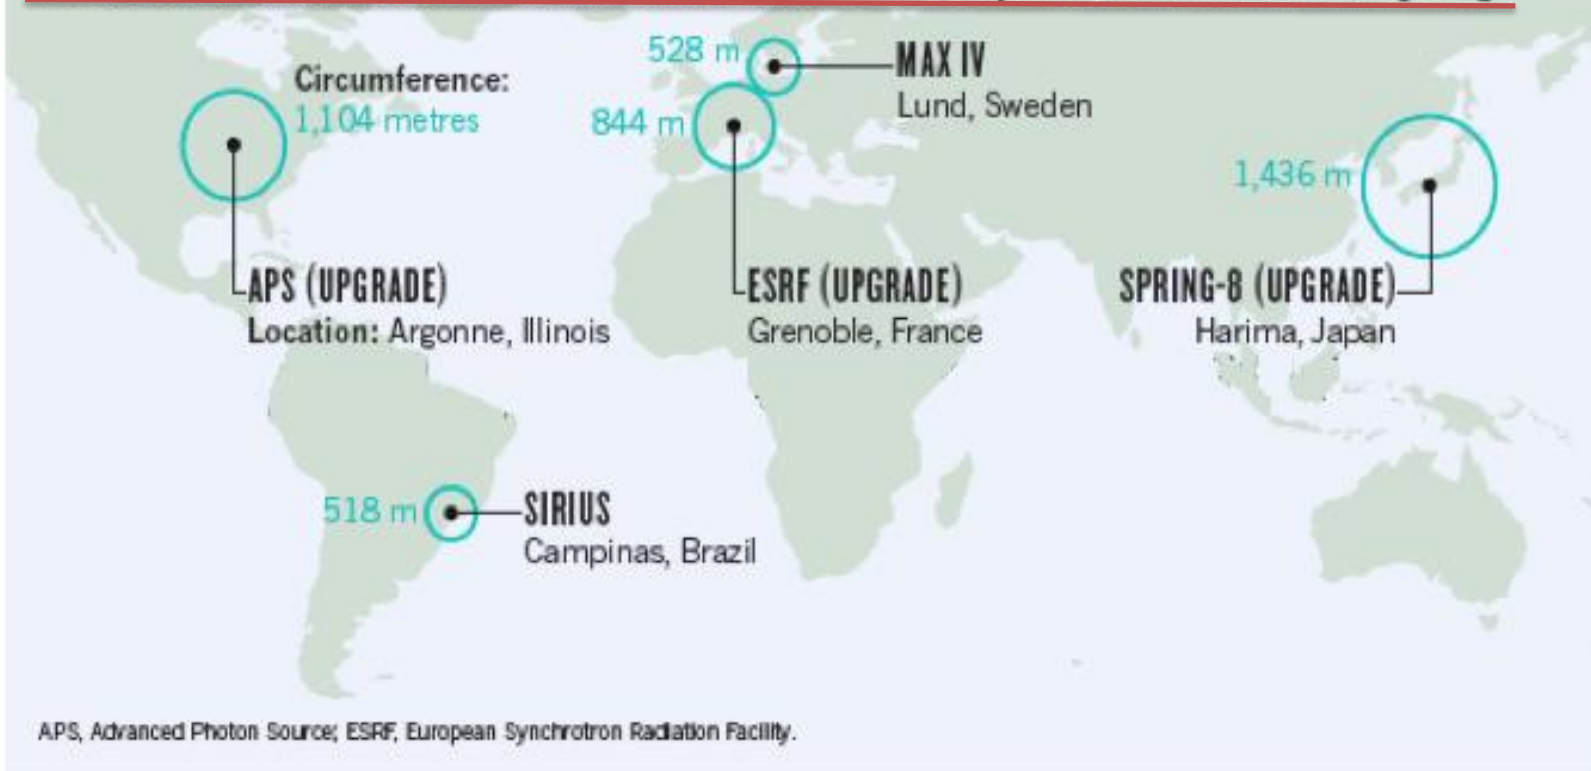 528 m
MAX IV
Lund, Sweden
Circumference:
1,104 metres
844 m
1,436 m
APS (UPGRADE)
Location: Argonne, Illinois
ESRF (UPGRADE)
Grenoble, France
SPRING-8 (UPGRADE)
Harima, Japan
518 m
SIRIUS
Campinas, Brazil
APS, Advanced Photon Source; ESRF, European Synchrotron Radiation Facility.